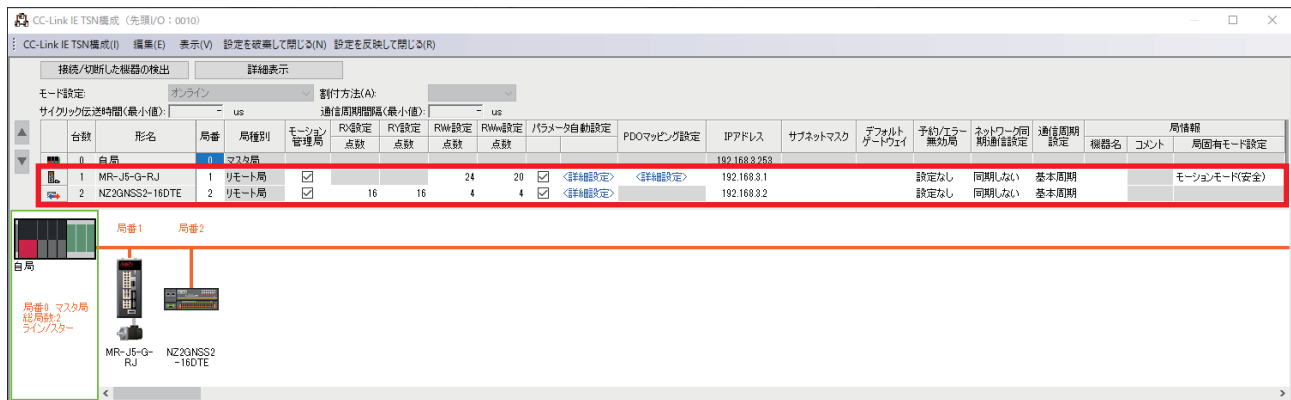 CC-Link IE TSN構成（先頭I/O：0010）
CC-Link IE TSN構成(I) 編集(E) 表示(V) 設定を破棄して閉じる(N) 設定を反映して閉じる(R)
接続/切断した機器の検出 詳細表示
モード設定: オンライン 割付方法(A):
サイクリック伝送時間(最小値): - us 通信周期間隔(最小値): - us
台数 形名 局番 局種別 モーション管理局 RX設定 点数 RY設定 点数 RWr設定 点数 RWw設定 点数 パラメータ自動設定 PDOマッピング設定 IPアドレス サブネットマスク デフォルトゲートウェイ 予約/エラー無効局 ネットワーク同期通信設定 通信周期設定 局情報 機器名 コメント 局固有モード設定
0 自局 0 マスタ局 192.168.3.253
1 MR-J5-G-RJ 1 リモート局 24 20 <詳細設定> <詳細設定> 192.168.3.1 設定なし 同期しない 基本周期 モーションモード(安全)
2 NZ2GNSS2-16DTE 2 リモート局 16 16 4 4 <詳細設定> 192.168.3.2 設定なし 同期しない 基本周期
局番1 局番2
自局
局番0 マスタ局
総局数:2
ライン/スター
MR-J5-G-
RJ
NZ2GNSS2
-16DTE